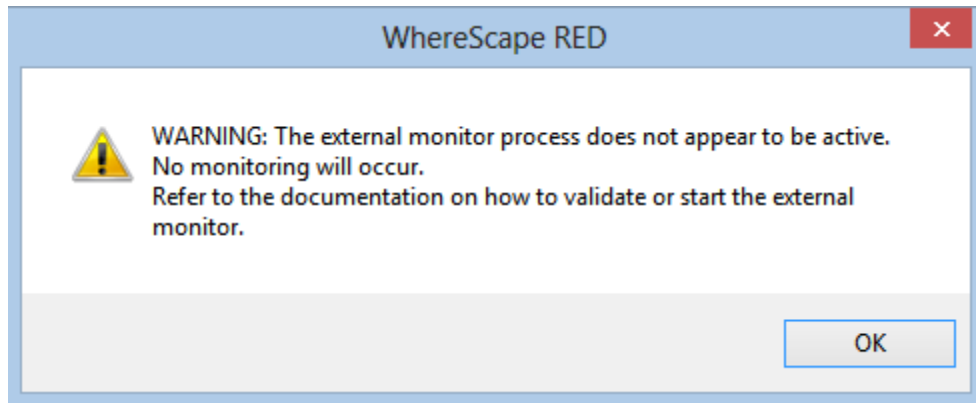 WhereScape RED
WARNING: The external monitor process does not appear to be active.
No monitoring will occur.
Refer to the documentation on how to validate or start the external
monitor.
OK